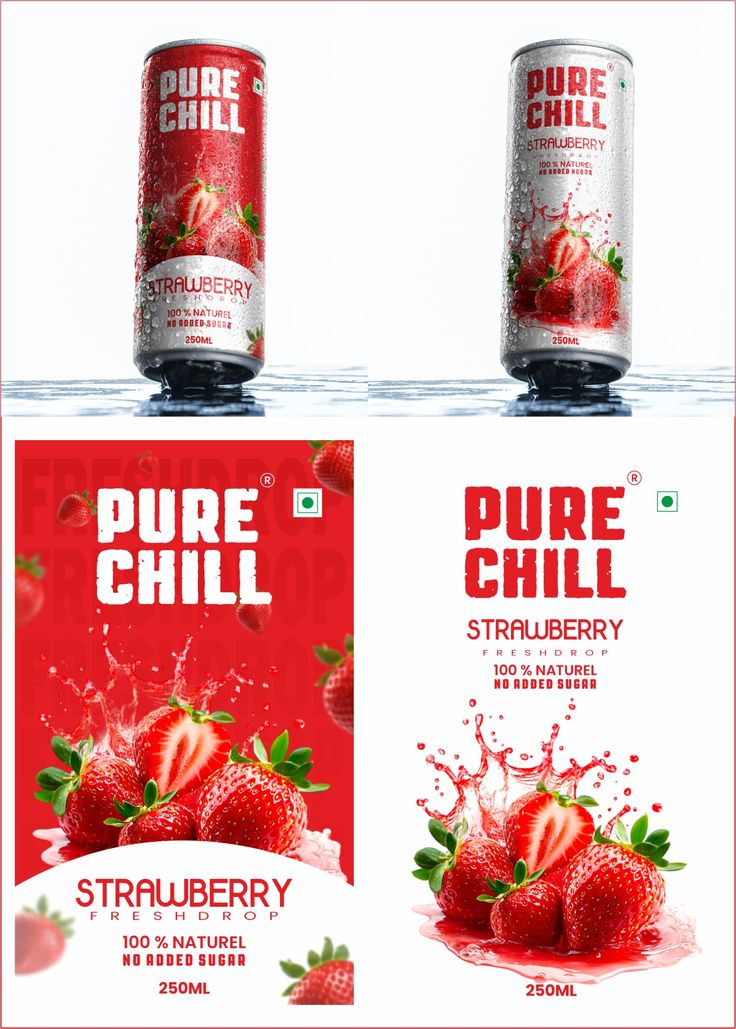 PURE
CHILL
®
STRAWBERRY
FRESHDROP
100 % NATUREL
NO ADDED SUGAR
250ML
PURE
CHILL
®
STRAWBERRY
FRESHDROP
100 % NATUREL
NO ADDED SUGAR
250ML
FRESHDROP
FRESHDROP
FRESHDROP
PURE
CHILL
®
STRAWBERRY
FRESHDROP
100 % NATUREL
NO ADDED SUGAR
250ML
PURE
CHILL
®
STRAWBERRY
FRESHDROP
100 % NATUREL
NO ADDED SUGAR
250ML